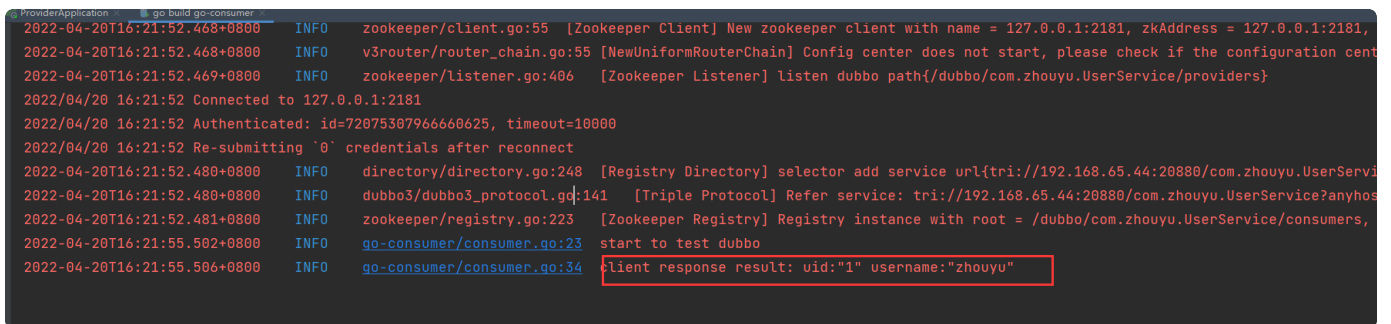 ProviderApplication × go build go-consumer ×
2022-04-20T16:21:52.468+0800 INFO zookeeper/client.go:55 [Zookeeper Client] New zookeeper client with name = 127.0.0.1:2181, zkAddress = 127.0.0.1:2181,
2022-04-20T16:21:52.468+0800 INFO v3router/router_chain.go:55 [NewUniformRouterChain] Config center does not start, please check if the configuration cent
2022-04-20T16:21:52.469+0800 INFO zookeeper/listener.go:406 [Zookeeper Listener] listen dubbo path{/dubbo/com.zhouyu.UserService/providers}
2022/04/20 16:21:52 Connected to 127.0.0.1:2181
2022/04/20 16:21:52 Authenticated: id=72075307966660625, timeout=10000
2022/04/20 16:21:52 Re-submitting `0` credentials after reconnect
2022-04-20T16:21:52.480+0800 INFO directory/directory.go:248 [Registry Directory] selector add service url{tri://192.168.65.44:20880/com.zhouyu.UserServi
2022-04-20T16:21:52.480+0800 INFO dubbo3/dubbo3_protocol.go:141 [Triple Protocol] Refer service: tri://192.168.65.44:20880/com.zhouyu.UserService?anyhos
2022-04-20T16:21:52.481+0800 INFO zookeeper/registry.go:223 [Zookeeper Registry] Registry instance with root = /dubbo/com.zhouyu.UserService/consumers,
2022-04-20T16:21:55.502+0800 INFO go-consumer/consumer.go:23 start to test dubbo
2022-04-20T16:21:55.506+0800 INFO go-consumer/consumer.go:34 client response result: uid:"1" username:"zhouyu"